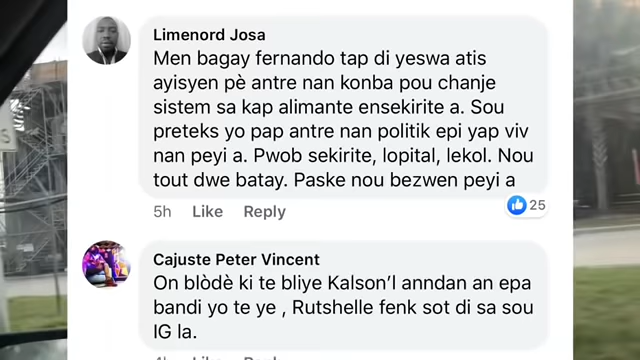 Limenord Josa
Men bagay fernando tap di yeswa atis
ayisyen pè antre nan konba pou chanje
sistem sa kap alimante ensekirite a. Sou
preteks yo pap antre nan politik epi yap viv
nan peyi a. Pwob sekirite, lopital, lekol. Nou
tout dwe batay. Paske nou bezwen peyi a
5h Like Reply 25
Cajuste Peter Vincent
On blòdè ki te bliye Kalson’l anndan an epa
bandi yo te ye , Rutshelle fenk sot di sa sou
IG la.